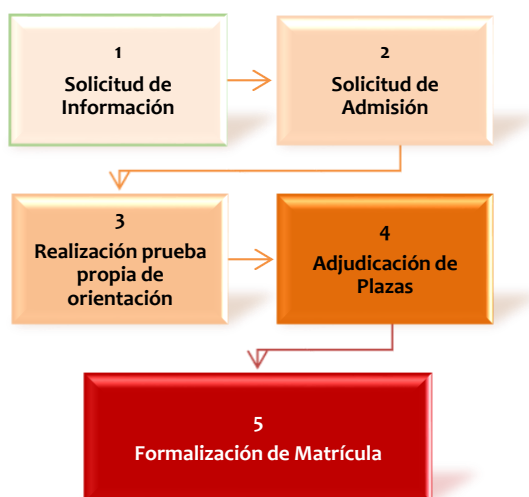 1
Solicitud de
Información
2
Solicitud de
Admisión
3
Realización prueba
propia de
orientación
4
Adjudicación de
Plazas
5
Formalización de Matrícula